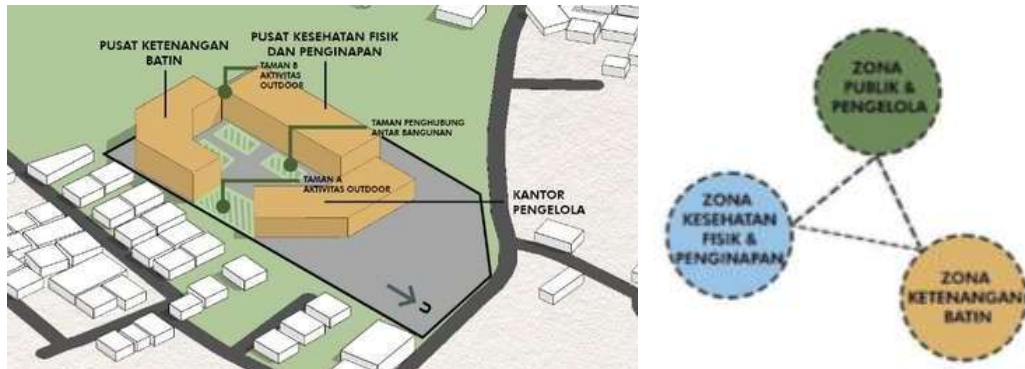 PUSAT KETENANGAN
BATIN
PUSAT KESEHATAN FISIK
DAN PENGINAPAN
TAMAN B
AKTIVITAS
OUTDOOR
TAMAN PENGHUBUNG
ANTAR BANGUNAN
TAMAN A
AKTIVITAS OUTDOOR
KANTOR
PENGELOLA
U
ZONA
PUBLIK &
PENGELOLA
ZONA
KESEHATAN
FISIK &
PENGINAPAN
ZONA
KETENANGAN
BATIN